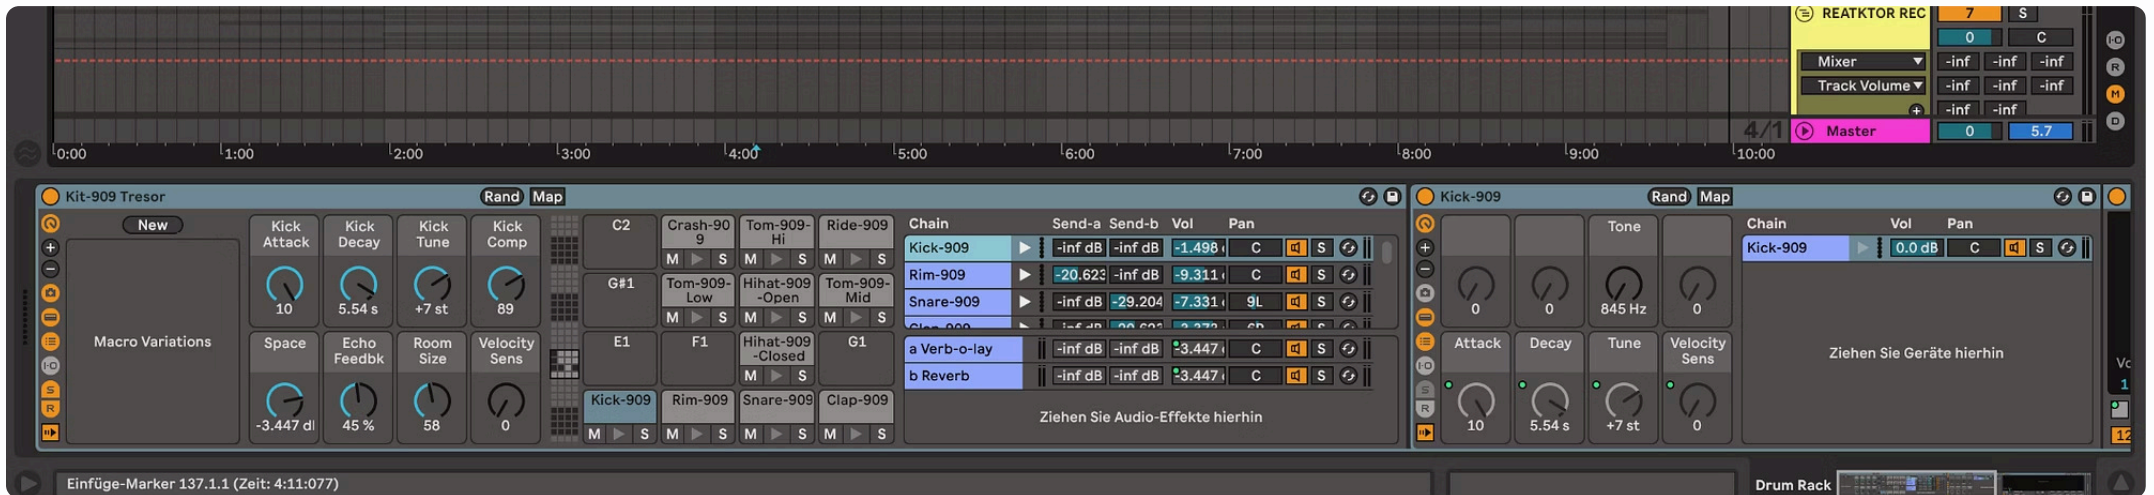 REATKTOR REC 7 S
0 C
Mixer -inf -inf -inf
Track Volume -inf -inf -inf
-inf -inf
4/1 Master 0 5.7
0:00 1:00 2:00 3:00 4:00 5:00 6:00 7:00 8:00 9:00 10:00
I·O
R
M
D
Kit-909 Tresor Rand Map
New
Macro Variations
Kick Attack
10
Kick Decay
5.54 s
Kick Tune
+7 st
Kick Comp
89
Space
-3.447 d
Echo Feedbk
45 %
Room Size
58
Velocity Sens
0
C2
Crash-90
9
M S
Tom-909-
Hi
M S
Ride-909
M S
G#1
Tom-909-
Low
M S
Hihat-909
-Open
M S
Tom-909-
Mid
M S
E1
F1
Hihat-909
-Closed
M S
G1
Kick-909
M S
Rim-909
M S
Snare-909
M S
Clap-909
M S
Chain Send-a Send-b Vol Pan
Kick-909 -inf dB -inf dB -1.498 C S
Rim-909 -20.623 -inf dB -9.311 C S
Snare-909 -inf dB -29.204 -7.331 9L S
a Verb-o-lay -inf dB -inf dB -3.447 C S
b Reverb -inf dB -inf dB -3.447 C S
Ziehen Sie Audio-Effekte hierhin
Kick-909 Rand Map
0
0
Tone
845 Hz
0
Attack
10
Decay
5.54 s
Tune
+7 st
Velocity
Sens
0
Chain Vol Pan
Kick-909 0.0 dB C S
Ziehen Sie Geräte hierhin
1
12
Einfüge-Marker 137.1.1 (Zeit: 4:11:077)
Drum Rack